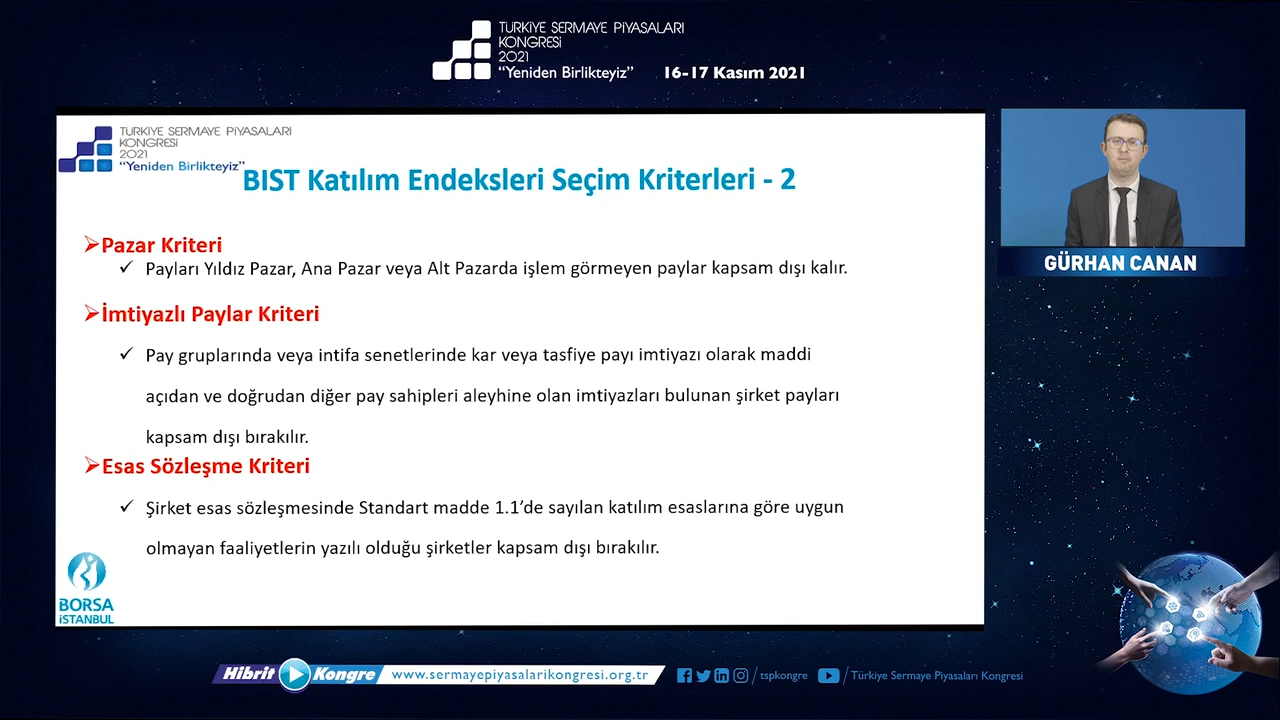 TÜRKİYE SERMAYE PİYASALARI
KONGRESİ
2021
“Yeniden Birlikteyiz”
16-17 Kasım 2021
TÜRKİYE SERMAYE PİYASALARI
KONGRESİ
2021
“Yeniden Birlikteyiz”
BIST Katılım Endeksleri Seçim Kriterleri - 2
Pazar Kriteri
Payları Yıldız Pazar, Ana Pazar veya Alt Pazarda işlem görmeyen paylar kapsam dışı kalır.
İmtiyazlı Paylar Kriteri
Pay gruplarında veya intifa senetlerinde kar veya tasfiye payı imtiyazı olarak maddi
açıdan ve doğrudan diğer pay sahipleri aleyhine olan imtiyazları bulunan şirket payları
kapsam dışı bırakılır.
Esas Sözleşme Kriteri
Şirket esas sözleşmesinde Standart madde 1.1’de sayılan katılım esaslarına göre uygun
olmayan faaliyetlerin yazılı olduğu şirketler kapsam dışı bırakılır.
BORSA
İSTANBUL
GÜRHAN CANAN
Hibrit Kongre
www.sermayepiyasalarikongresi.org.tr
/tspkongre
/Türkiye Sermaye Piyasaları Kongresi